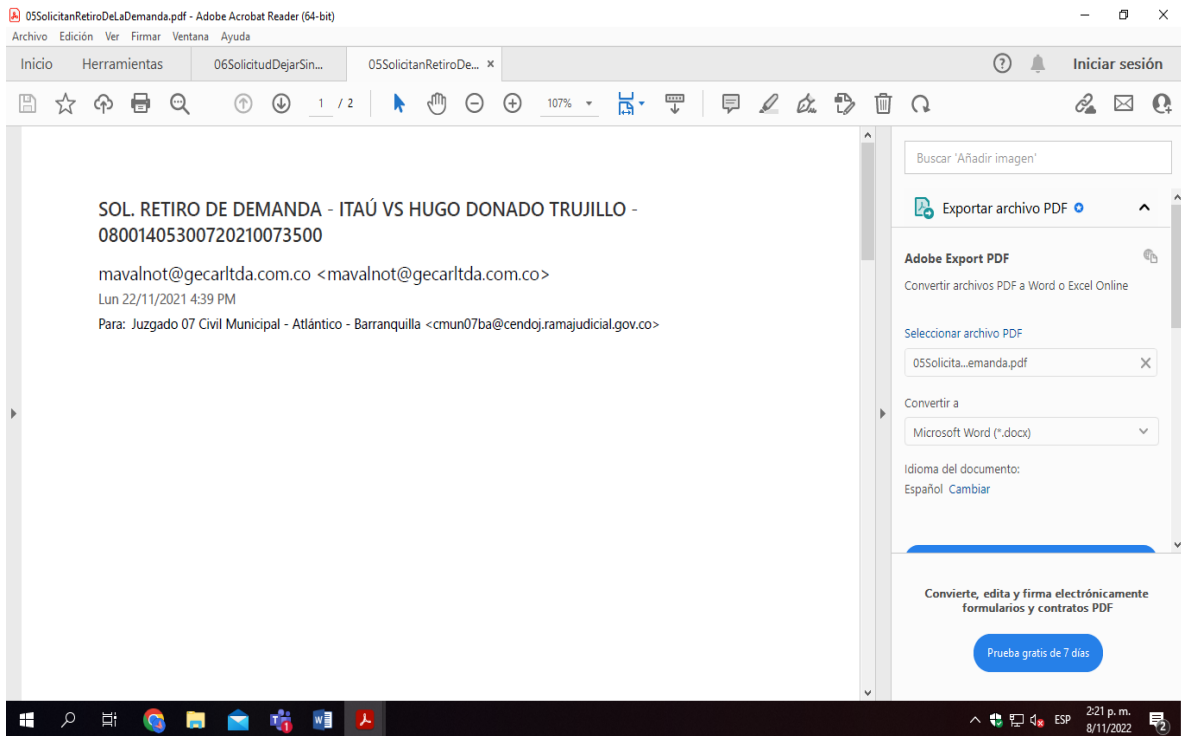 05SolicitanRetiroDeLaDemanda.pdf - Adobe Acrobat Reader (64-bit)
Archivo Edición Ver Firmar Ventana Ayuda
Inicio Herramientas 06SolicitudDejarSin... 05SolicitanRetiroDe... × Iniciar sesión
1 / 2 107%
SOL. RETIRO DE DEMANDA - ITAÚ VS HUGO DONADO TRUJILLO -
08001405300720210073500
mavalnot@gecarltda.com.co <mavalnot@gecarltda.com.co>
Lun 22/11/2021 4:39 PM
Para: Juzgado 07 Civil Municipal - Atlántico - Barranquilla <cmun07ba@cendoj.ramajudicial.gov.co>
Buscar 'Añadir imagen'
Exportar archivo PDF
Adobe Export PDF
Convertir archivos PDF a Word o Excel Online
Seleccionar archivo PDF
05Solicita...emanda.pdf
Convertir a
Microsoft Word (*.docx)
Idioma del documento:
Español Cambiar
Convierte, edita y firma electrónicamente
formularios y contratos PDF
Prueba gratis de 7 días
ESP 2:21 p. m.
8/11/2022 2